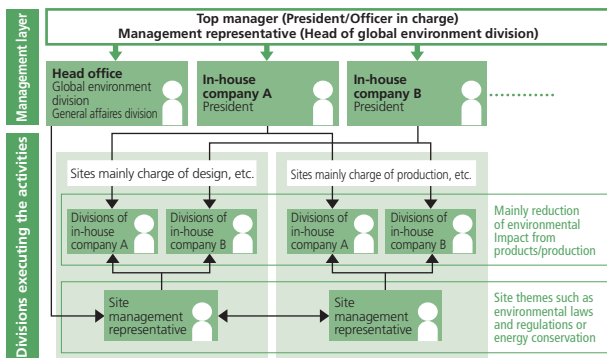 Management layer
Top manager (President/Officer in charge)
Management representative (Head of global environment division)
Head office
Global environment
division
General affaires division
In-house
company A
President
In-house
company B
President
Divisions executing the activities
Sites mainly charge of design, etc.
Sites mainly charge of production, etc.
Divisions of
in-house
company A
Divisions of
in-house
company B
Divisions of
in-house
company A
Divisions of
in-house
company B
Mainly reduction
of environmental
Impact from
products/production
Site
management
representative
Site
management
representative
Site themes such as
environmental laws
and regulations or
energy conservation